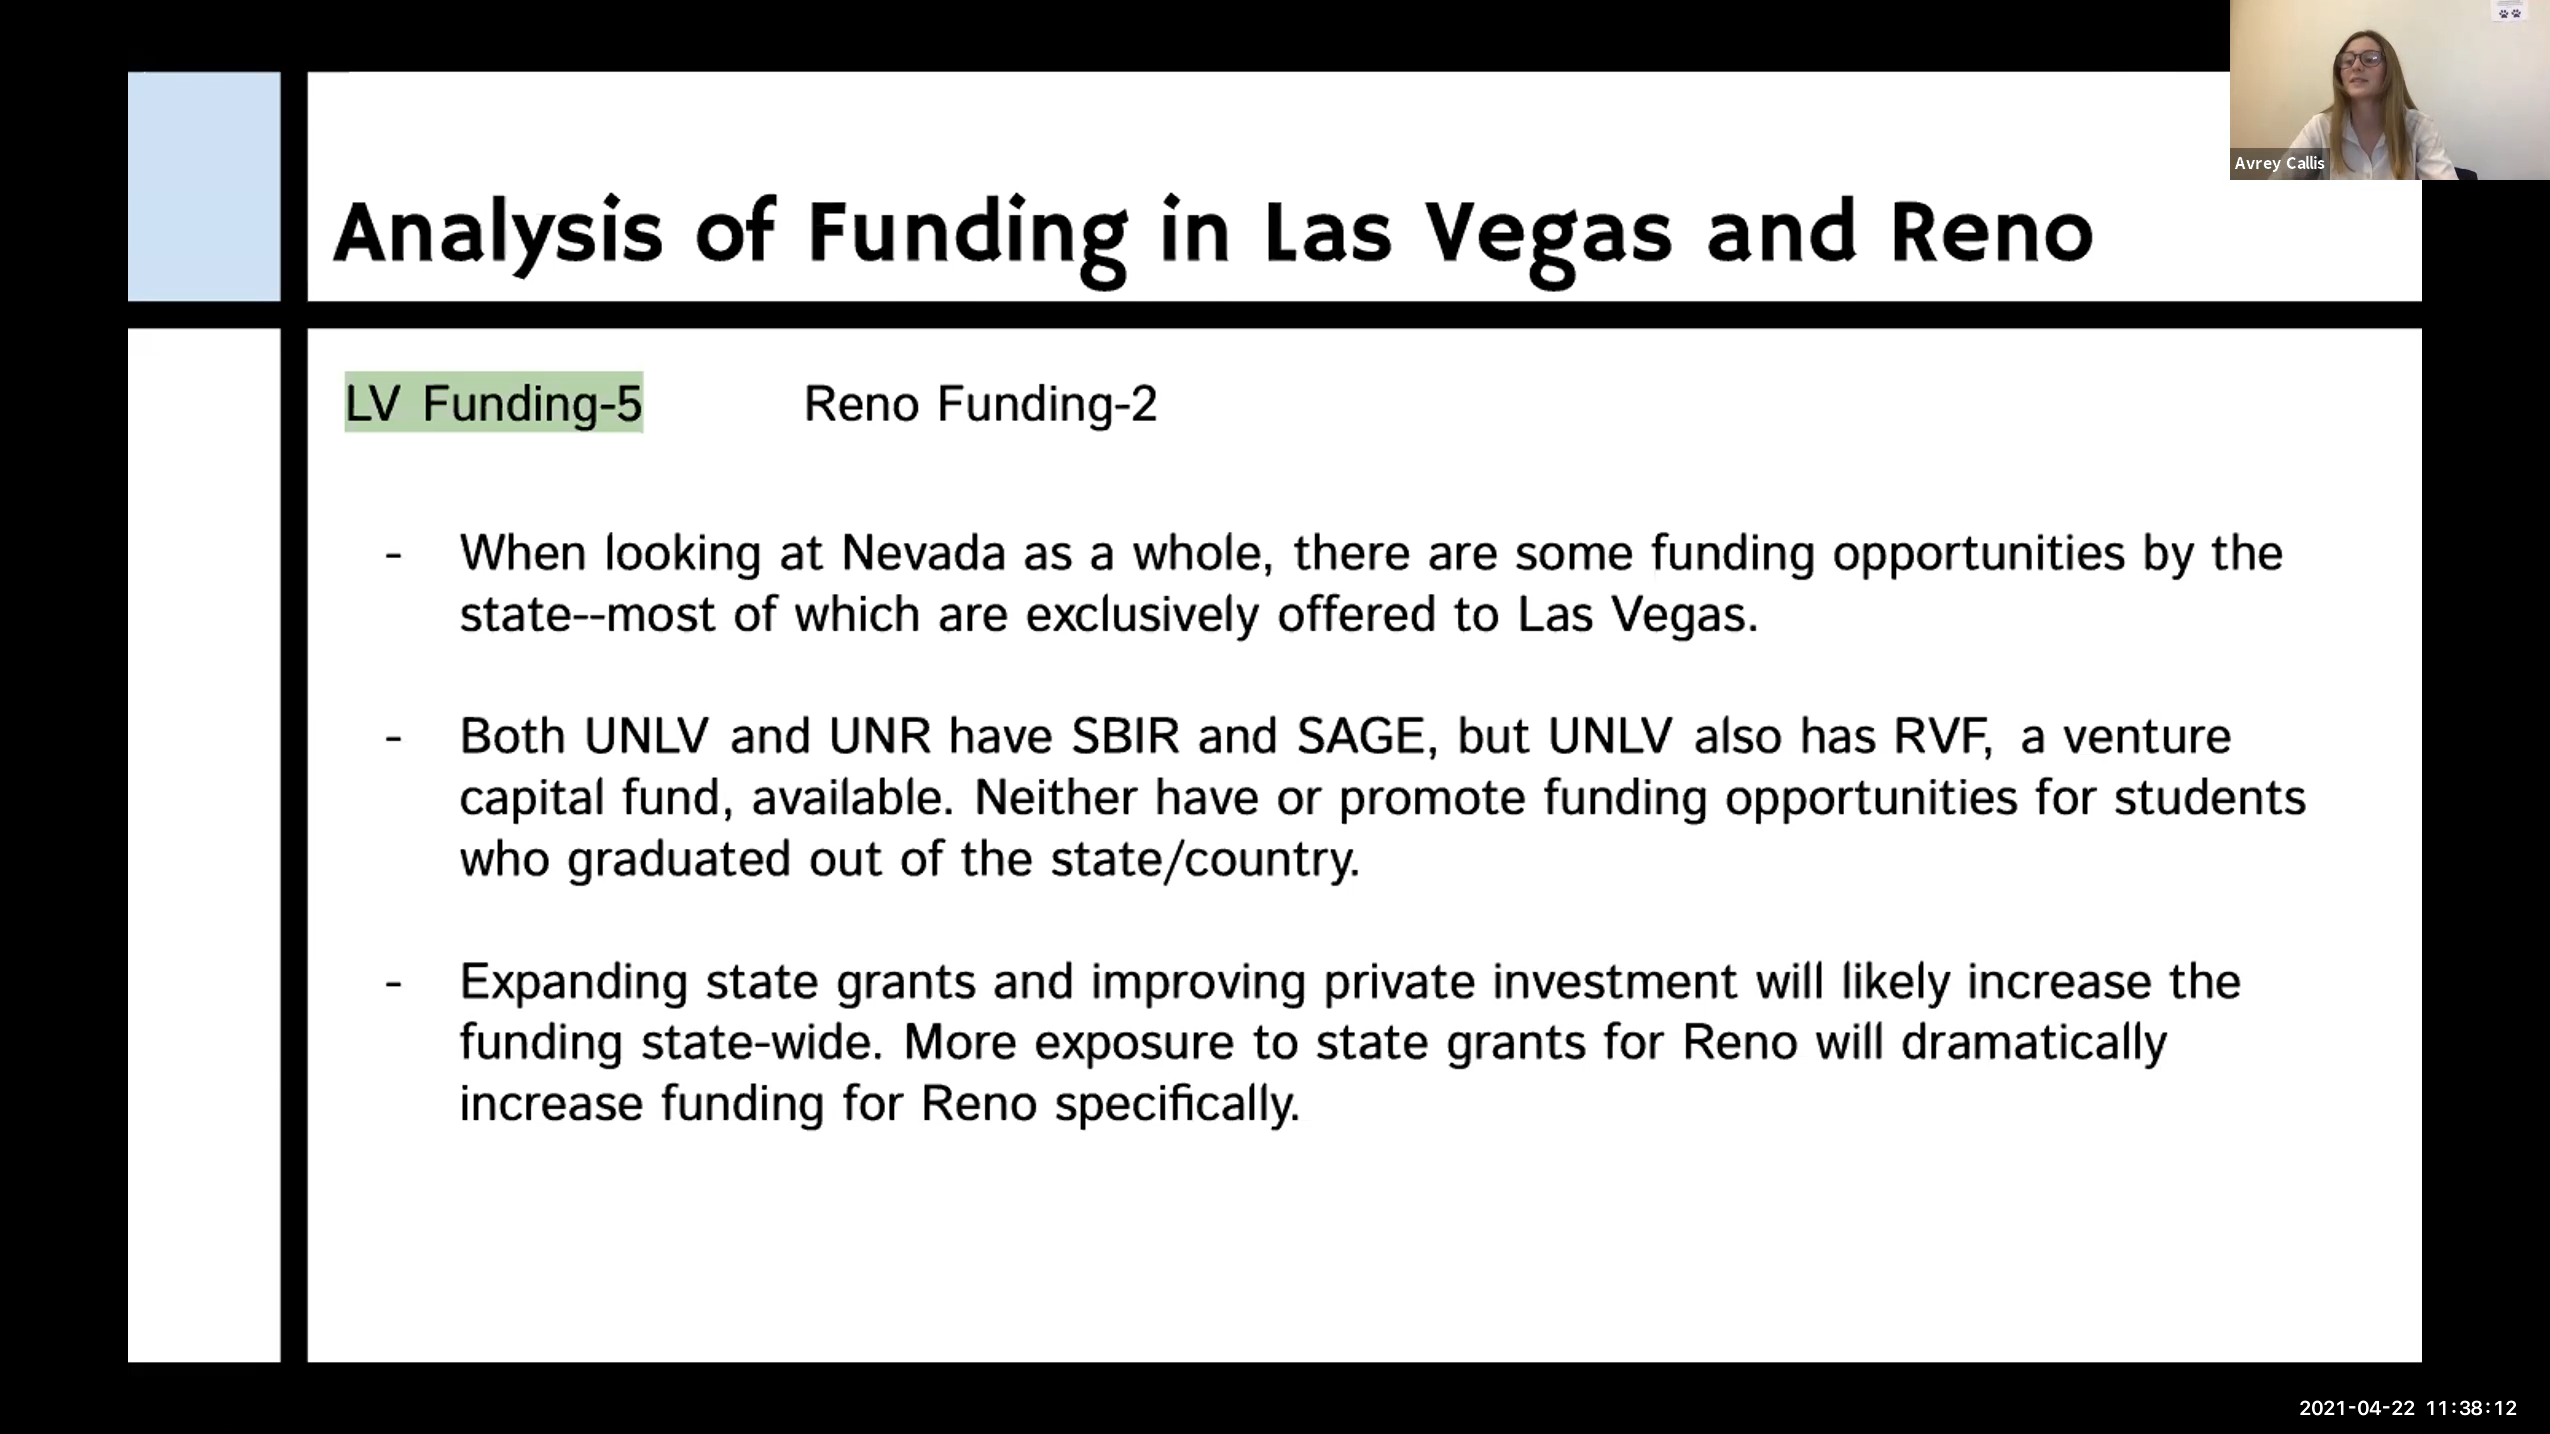 Avrey Callis
Analysis of Funding in Las Vegas and Reno
LV Funding-5 Reno Funding-2
- When looking at Nevada as a whole, there are some funding opportunities by the
state--most of which are exclusively offered to Las Vegas.
- Both UNLV and UNR have SBIR and SAGE, but UNLV also has RVF, a venture
capital fund, available. Neither have or promote funding opportunities for students
who graduated out of the state/country.
- Expanding state grants and improving private investment will likely increase the
funding state-wide. More exposure to state grants for Reno will dramatically
increase funding for Reno specifically.
2021-04-22 11:38:12